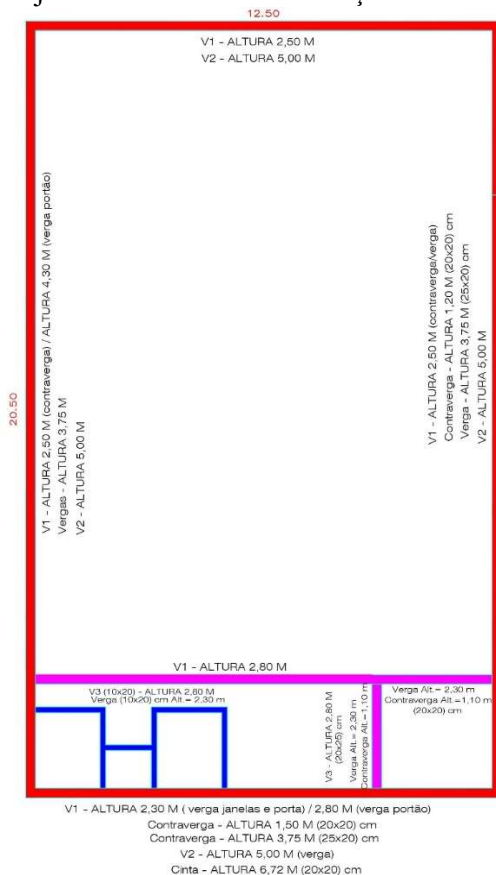 12.50
V1 - ALTURA 2,50 M
V2 - ALTURA 5,00 M
20.50
V1 - ALTURA 2,50 M (contraverga) / ALTURA 4,30 M (verga portão)
Vergas - ALTURA 3,75 M
V2 - ALTURA 5,00 M
V1 - ALTURA 2,50 M (contraverga/verga)
Contraverga - ALTURA 1,20 M (20x20) cm
Verga - ALTURA 3,75 M (25x20) cm
V2 - ALTURA 5,00 M
V1 - ALTURA 2,80 M
V3 (10x20) - ALTURA 2,80 M
Verga (10x20) cm Alt.= 2,30 m
V3 - ALTURA 2,80 M
(20x25) cm
Verga Alt.= 2,30 m
Contraverga Alt.=1,10 m
Verga Alt.= 2,30 m
Contraverga Alt.=1,10 m
(20x20) cm
V1 - ALTURA 2,30 M ( verga janelas e porta) / 2,80 M (verga portão)
Contraverga - ALTURA 1,50 M (20x20) cm
Contraverga - ALTURA 3,75 M (25x20) cm
V2 - ALTURA 5,00 M (verga)
Cinta - ALTURA 6,72 M (20x20) cm